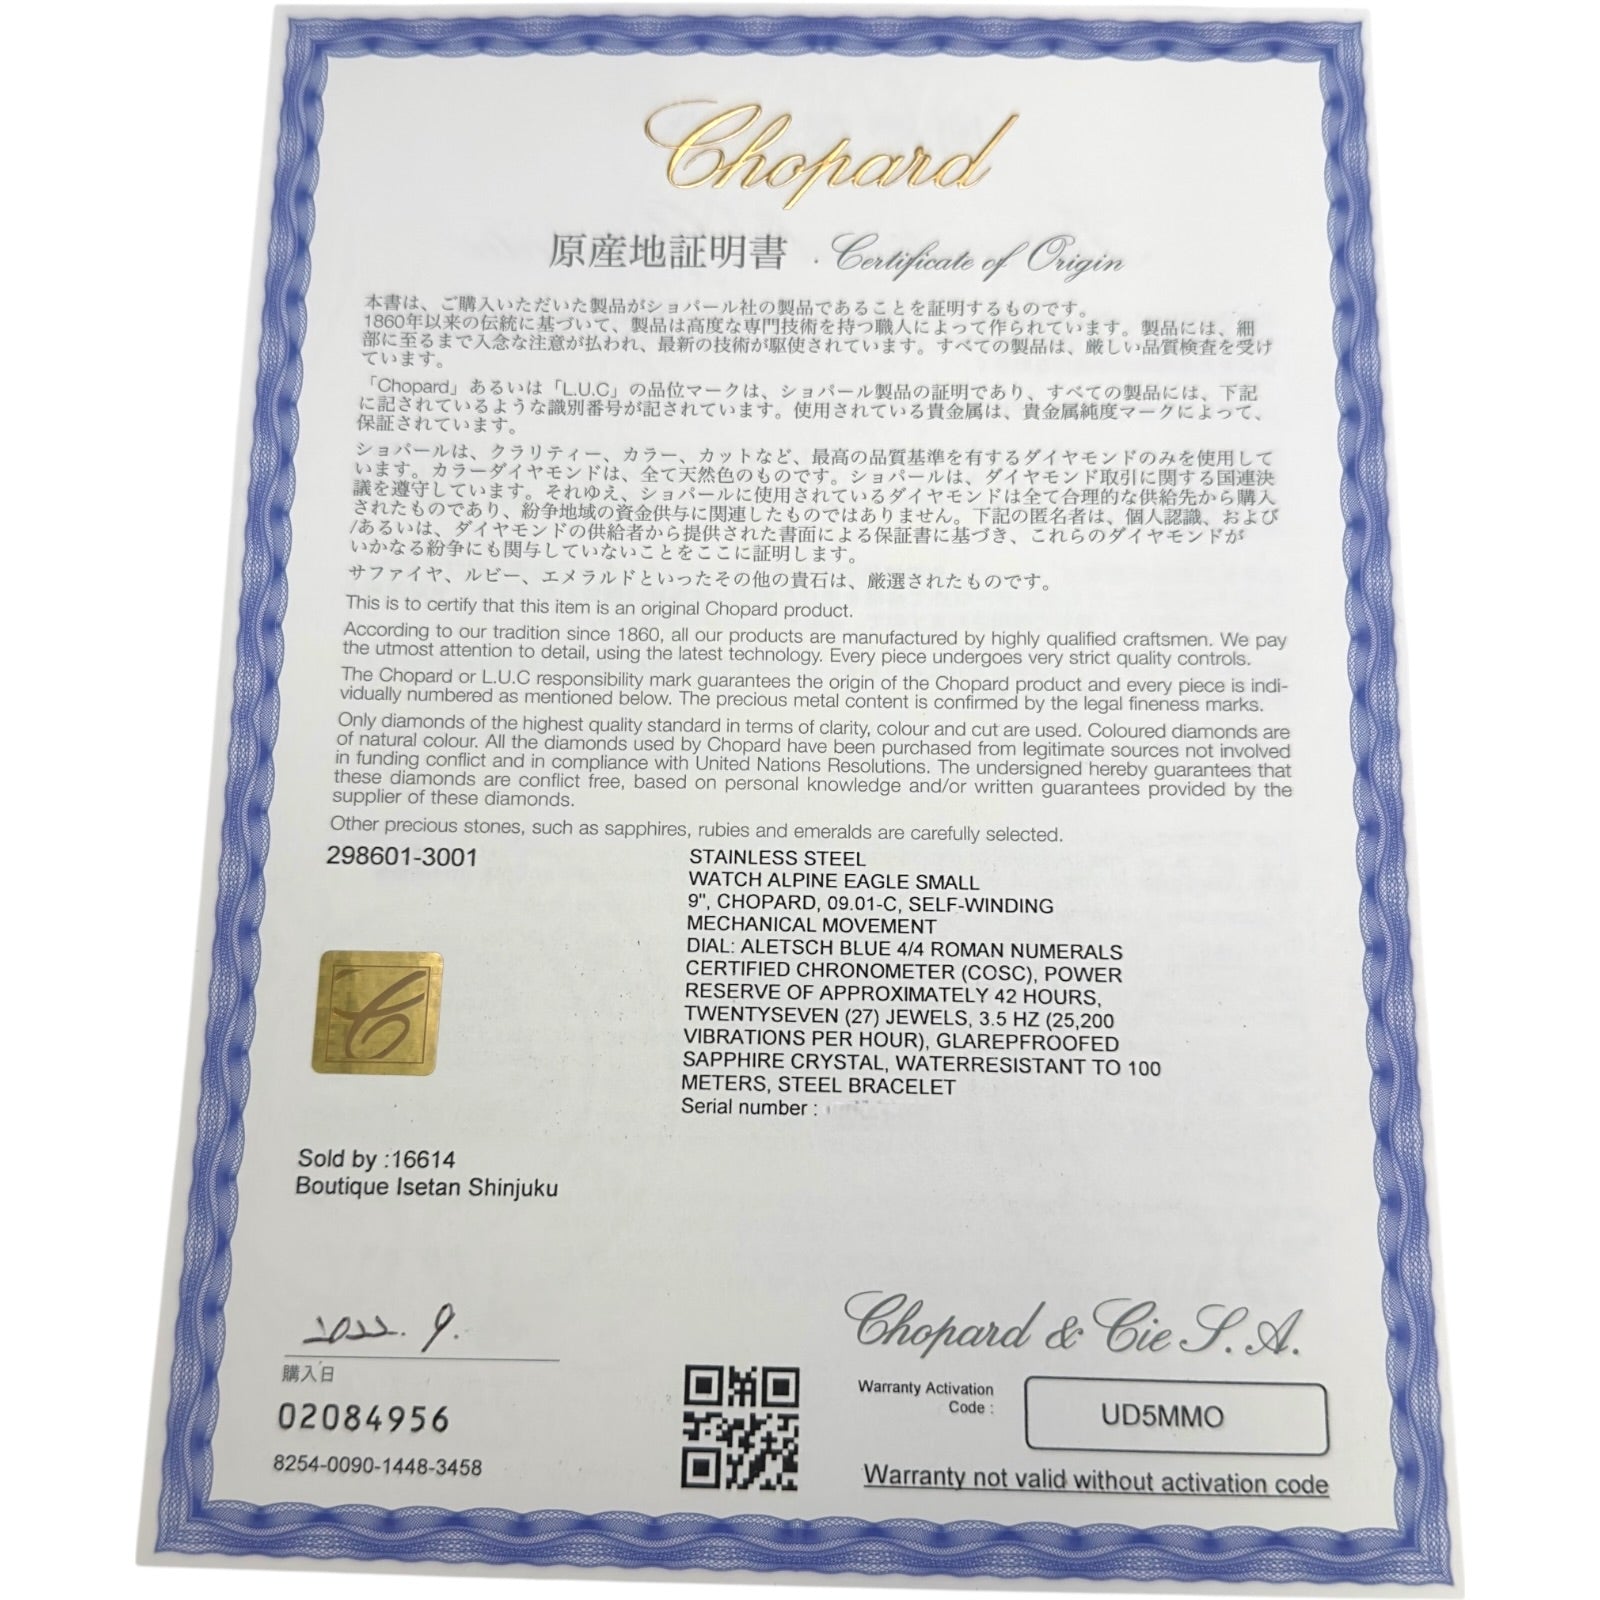 Chopard
原産地証明書 · Certificate of Origin
本書は、ご購入いただいた製品がショパール社の製品であることを証明するものです。
1860年以来の伝統に基づいて、製品は高度な専門技術を持つ職人によって作られています。製品には、細
部に至るまで入念な注意が払われ、最新の技術が駆使されています。すべての製品は、厳しい品質検査を受け
ています。
「Chopard」あるいは「L.U.C」の品位マークは、ショパール製品の証明であり、すべての製品には、下記
に記されているような識別番号が記されています。使用されている貴金属は、貴金属純度マークによって、
保証されています。
ショパールは、クラリティー、カラー、カットなど、最高の品質基準を有するダイヤモンドのみを使用して
います。カラーダイヤモンドは、全て天然色のものです。ショパールは、ダイヤモンド取引に関する国連決
議を遵守しています。それゆえ、ショパールに使用されているダイヤモンドは全て合理的な供給先から購入
されたものであり、紛争地域の資金供与に関連したものではありません。下記の匿名者は、個人認識、および
/あるいは、ダイヤモンドの供給者から提供された書面による保証書に基づき、これらのダイヤモンドが
いかなる紛争にも関与していないことをここに証明します。
サファイヤ、ルビー、エメラルドといったその他の貴石は、厳選されたものです。
This is to certify that this item is an original Chopard product.
According to our tradition since 1860, all our products are manufactured by highly qualified craftsmen. We pay
the utmost attention to detail, using the latest technology. Every piece undergoes very strict quality controls.
The Chopard or L.U.C responsibility mark guarantees the origin of the Chopard product and every piece is indi-
vidually numbered as mentioned below. The precious metal content is confirmed by the legal fineness marks.
Only diamonds of the highest quality standard in terms of clarity, colour and cut are used. Coloured diamonds are
of natural colour. All the diamonds used by Chopard have been purchased from legitimate sources not involved
in funding conflict and in compliance with United Nations Resolutions. The undersigned hereby guarantees that
these diamonds are conflict free, based on personal knowledge and/or written guarantees provided by the
supplier of these diamonds.
Other precious stones, such as sapphires, rubies and emeralds are carefully selected.
298601-3001
STAINLESS STEEL
WATCH ALPINE EAGLE SMALL
9", CHOPARD, 09.01-C, SELF-WINDING
MECHANICAL MOVEMENT
DIAL: ALETSCH BLUE 4/4 ROMAN NUMERALS
CERTIFIED CHRONOMETER (COSC), POWER
RESERVE OF APPROXIMATELY 42 HOURS,
TWENTYSEVEN (27) JEWELS, 3.5 HZ (25,200
VIBRATIONS PER HOUR), GLAREPFROOFED
SAPPHIRE CRYSTAL, WATERRESISTANT TO 100
METERS, STEEL BRACELET
Serial number :
Sold by :16614
Boutique Isetan Shinjuku
2022. 9.
購入日
02084956
8254-0090-1448-3458
Chopard & Cie S. A.
Warranty Activation
Code :
UD5MMO
Warranty not valid without activation code